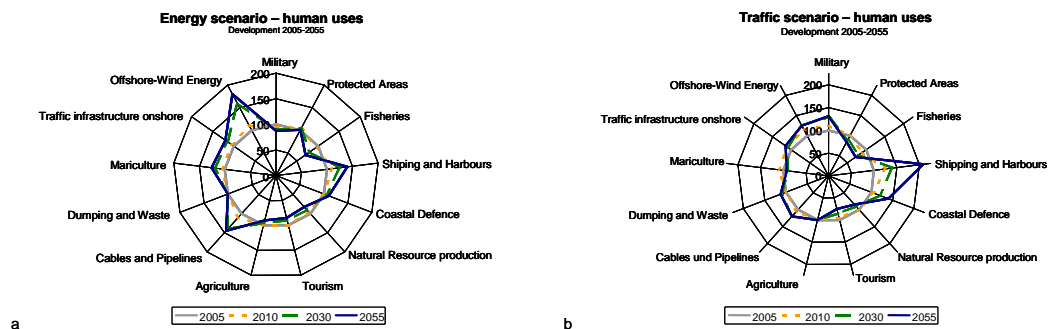 Energy scenario – human uses
Development 2005-2055
Military
200
Protected Areas
Offshore-Wind Energy
150
Fisheries
Traffic infrastructure onshore
100
50
Mariculture
Shiping and Harbours
0
Dumping and Waste
Coastal Defence
Cables and Pipelines
Natural Resource production
Agriculture
Tourism
2005 2010 2030 2055
a
Traffic scenario – human uses
Development 2005-2055
Military
200
Protected Areas
Offshore-Wind Energy
150
Fisheries
Traffic infrastructure onshore
100
50
Mariculture
Shipping and Harbours
0
Dumping and Waste
Coastal Defence
Cables und Pipelines
Natural Resource production
Agriculture
Tourism
2005 2010 2030 2055
b